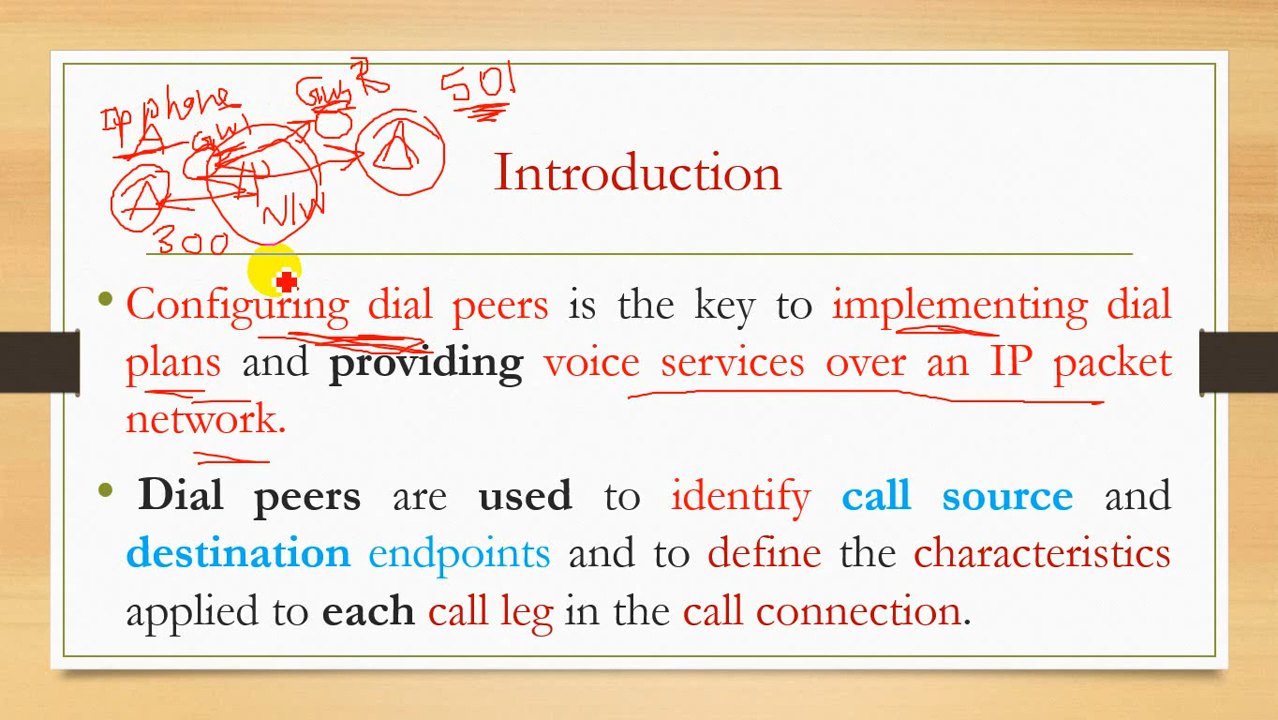 IP phone
GW1
GW2
501
IP
N/W
300
Introduction
• Configuring dial peers is the key to implementing dial
plans and providing voice services over an IP packet
network.
• Dial peers are used to identify call source and
destination endpoints and to define the characteristics
applied to each call leg in the call connection.